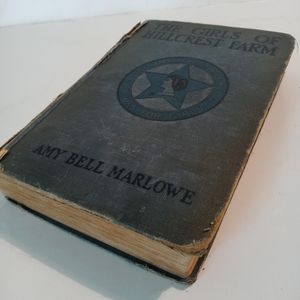 THE GIRLS OF
HILLCREST FARM
AMY BELL MARLOWE